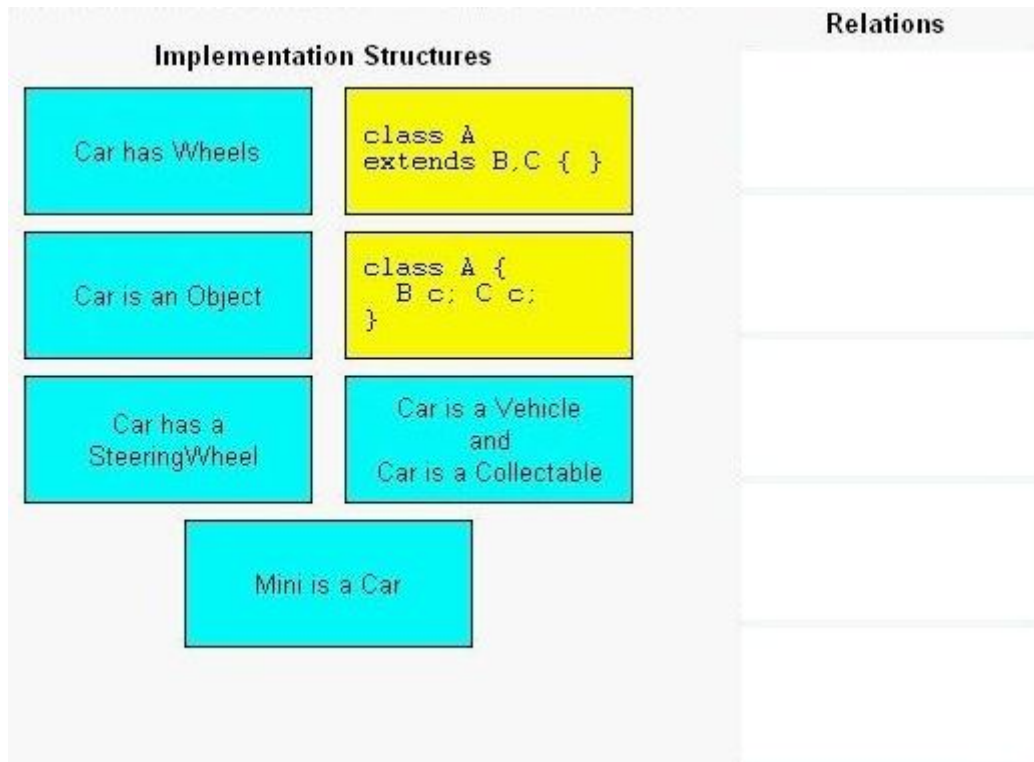 Relations
Implementation Structures
Car has Wheels
class A
extends B,C { }
Car is an Object
class A {
B c; C c;
}
Car has a
SteeringWheel
Car is a Vehicle
and
Car is a Collectable
Mini is a Car